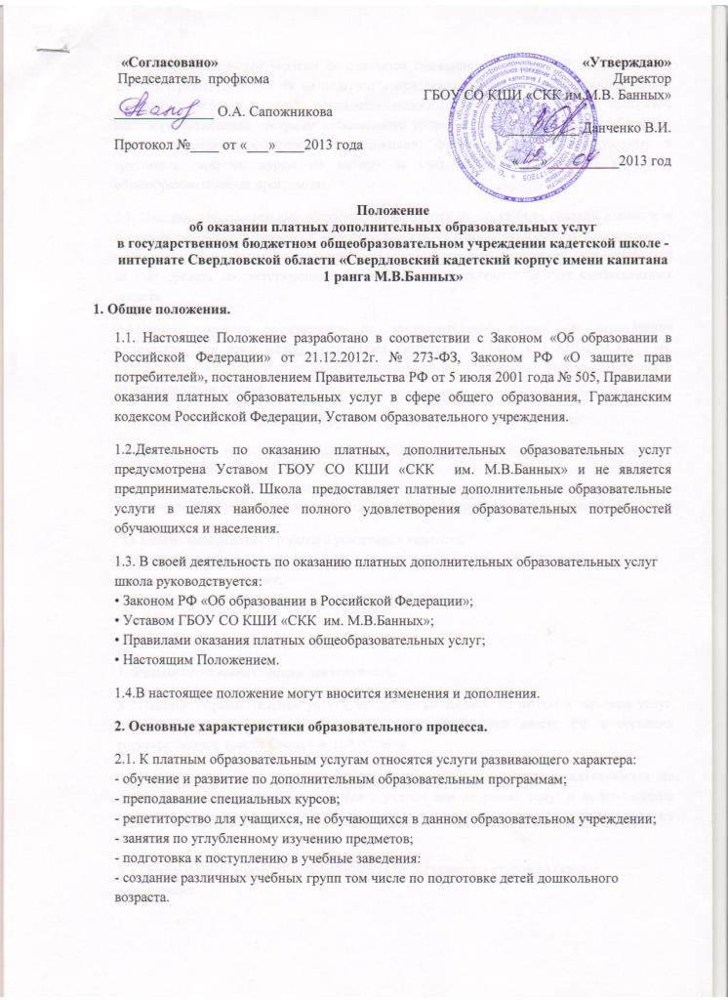 «Согласовано» «Утверждаю»
Председатель профкома Директор
ГБОУ СО КШИ «СКК им.М.В. Банных»
______________ О.А. Сапожникова Данченко В.И.
Протокол №____ от «___»____2013 года
«___» 2013 год
Положение
об оказании платных дополнительных образовательных услуг
в государственном бюджетном общеобразовательном учреждении кадетской школе -
интернате Свердловской области «Свердловский кадетский корпус имени капитана
1 ранга М.В.Банных»
1. Общие положения.
1.1. Настоящее Положение разработано в соответствии с Законом «Об образовании в
Российской Федерации» от 21.12.2012г. № 273-ФЗ, Законом РФ «О защите прав
потребителей», постановлением Правительства РФ от 5 июля 2001 года № 505, Правилами
оказания платных образовательных услуг в сфере общего образования, Гражданским
кодексом Российской Федерации, Уставом образовательного учреждения.
1.2.Деятельность по оказанию платных, дополнительных образовательных услуг
предусмотрена Уставом ГБОУ СО КШИ «СКК им. М.В.Банных» и не является
предпринимательской. Школа предоставляет платные дополнительные образовательные
услуги в целях наиболее полного удовлетворения образовательных потребностей
обучающихся и населения.
1.3. В своей деятельность по оказанию платных дополнительных образовательных услуг
школа руководствуется:
• Законом РФ «Об образовании в Российской Федерации»;
• Уставом ГБОУ СО КШИ «СКК им. М.В.Банных»;
• Правилами оказания платных общеобразовательных услуг;
• Настоящим Положением.
1.4.В настоящее положение могут вносится изменения и дополнения.
2. Основные характеристики образовательного процесса.
2.1. К платным образовательным услугам относятся услуги развивающего характера:
- обучение и развитие по дополнительным образовательным программам;
- преподавание специальных курсов;
- репетиторство для учащихся, не обучающихся в данном образовательном учреждении;
- занятия по углубленному изучению предметов;
- подготовка к поступлению в учебные заведения:
- создание различных учебных групп том числе по подготовке детей дошкольного
возраста.